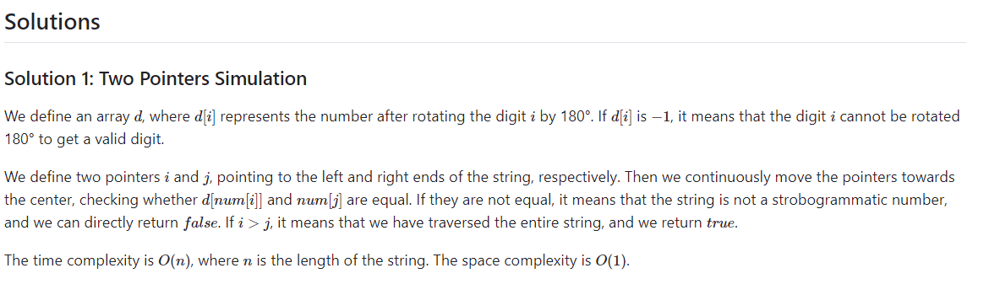 Solutions
Solution 1: Two Pointers Simulation
We define an array d, where d[i] represents the number after rotating the digit i by 180°. If d[i] is −1, it means that the digit i cannot be rotated
180° to get a valid digit.
We define two pointers i and j, pointing to the left and right ends of the string, respectively. Then we continuously move the pointers towards
the center, checking whether d[num[i]] and num[j] are equal. If they are not equal, it means that the string is not a strobogrammatic number,
and we can directly return false. If i > j, it means that we have traversed the entire string, and we return true.
The time complexity is O(n), where n is the length of the string. The space complexity is O(1).